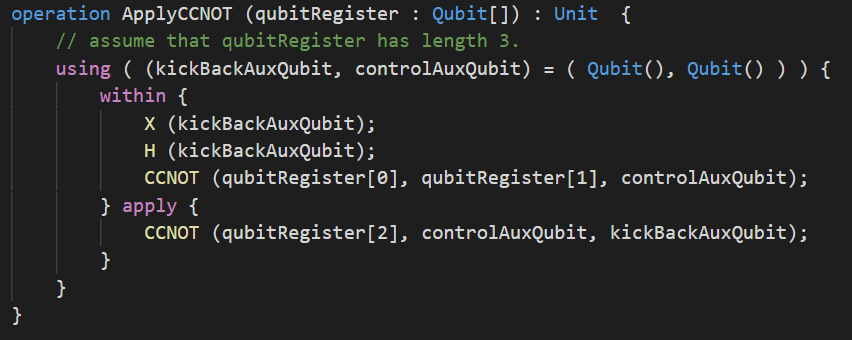 operation ApplyCCNOT (qubitRegister : Qubit[]) : Unit  {
    // assume that qubitRegister has length 3.
    using ( (kickBackAuxQubit, controlAuxQubit) = ( Qubit(), Qubit() ) ) {
        within {
            X (kickBackAuxQubit);
            H (kickBackAuxQubit);
            CCNOT (qubitRegister[0], qubitRegister[1], controlAuxQubit);
        } apply {
            CCNOT (qubitRegister[2], controlAuxQubit, kickBackAuxQubit);
        }
    }
}